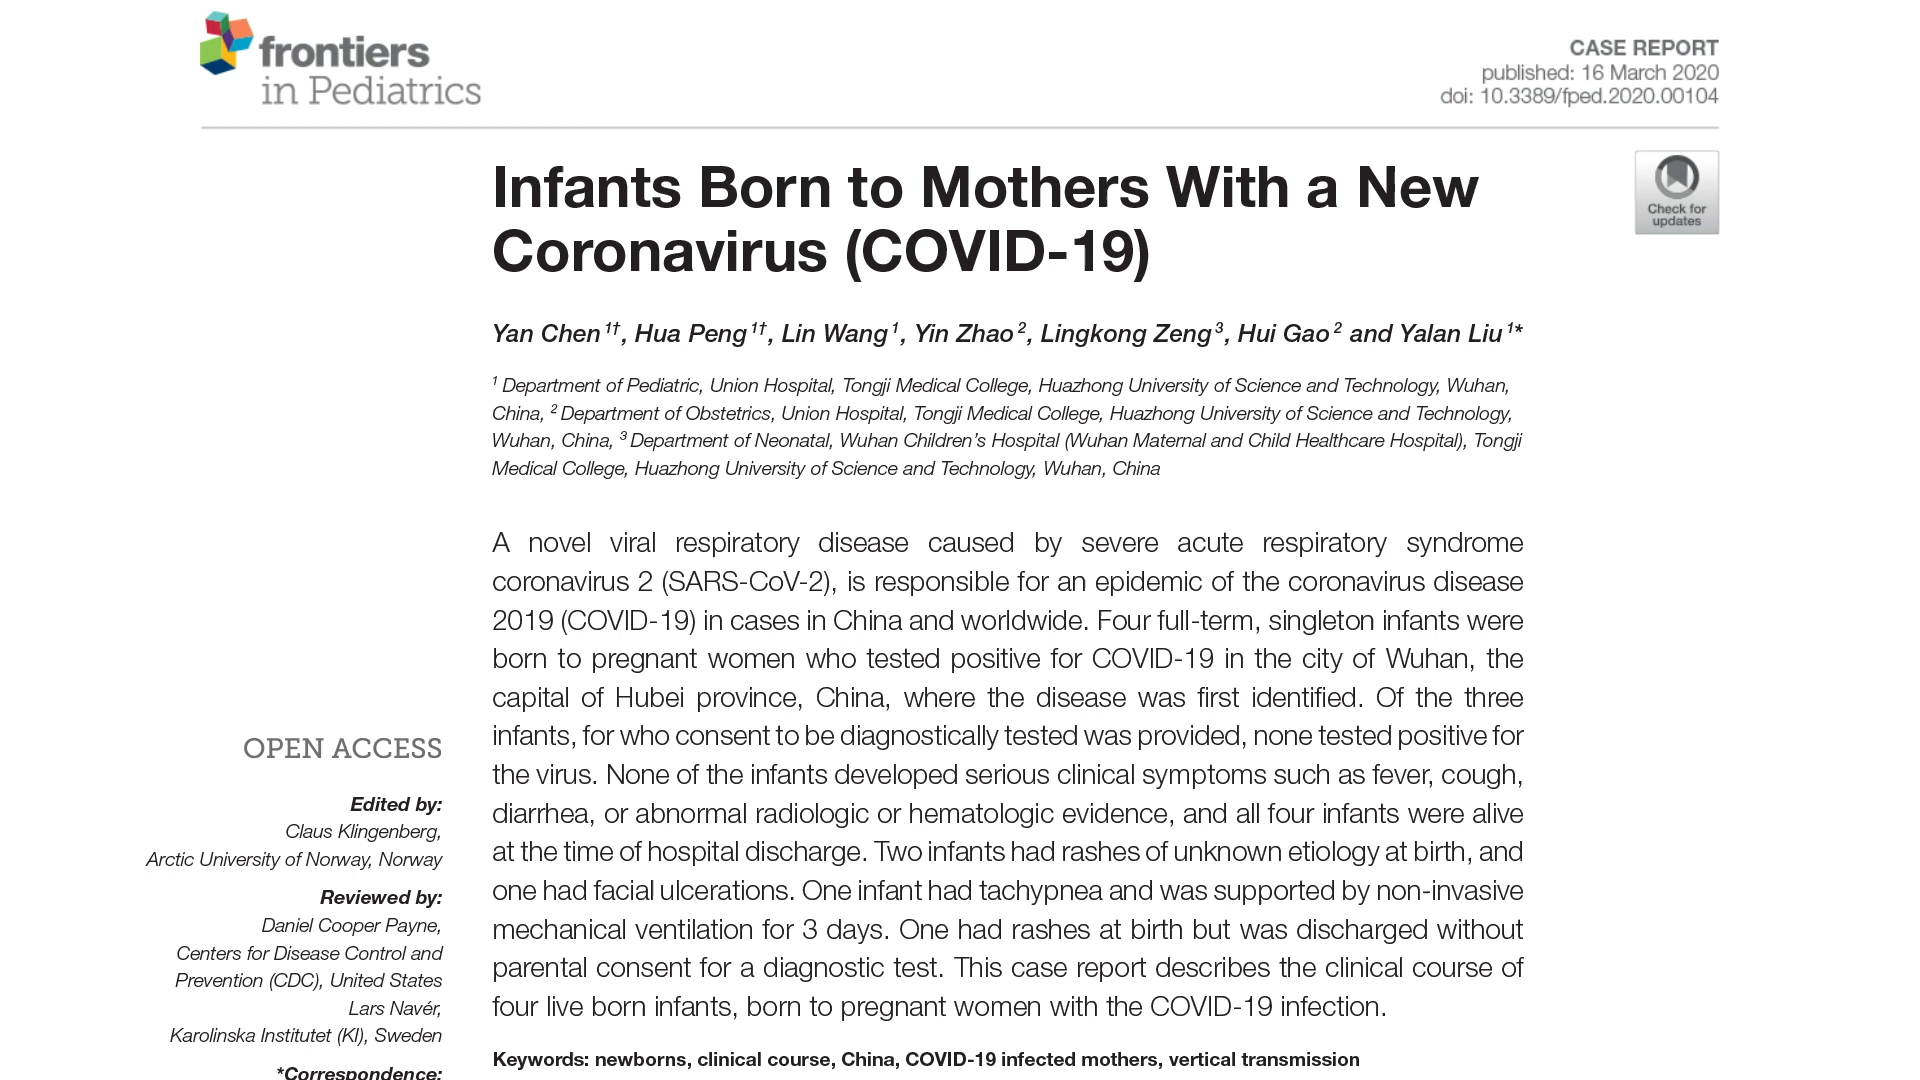 frontiers
in Pediatrics
CASE REPORT
published: 16 March 2020
doi: 10.3389/fped.2020.00104
Check for
updates
Infants Born to Mothers With a New
Coronavirus (COVID-19)
Yan Chen 1†, Hua Peng 1†, Lin Wang 1, Yin Zhao 2, Lingkong Zeng 3, Hui Gao 2 and Yalan Liu 1*
1 Department of Pediatric, Union Hospital, Tongji Medical College, Huazhong University of Science and Technology, Wuhan,
China, 2 Department of Obstetrics, Union Hospital, Tongji Medical College, Huazhong University of Science and Technology,
Wuhan, China, 3 Department of Neonatal, Wuhan Children's Hospital (Wuhan Maternal and Child Healthcare Hospital), Tongji
Medical College, Huazhong University of Science and Technology, Wuhan, China
A novel viral respiratory disease caused by severe acute respiratory syndrome
coronavirus 2 (SARS-CoV-2), is responsible for an epidemic of the coronavirus disease
2019 (COVID-19) in cases in China and worldwide. Four full-term, singleton infants were
born to pregnant women who tested positive for COVID-19 in the city of Wuhan, the
capital of Hubei province, China, where the disease was first identified. Of the three
infants, for who consent to be diagnostically tested was provided, none tested positive for
the virus. None of the infants developed serious clinical symptoms such as fever, cough,
diarrhea, or abnormal radiologic or hematologic evidence, and all four infants were alive
at the time of hospital discharge. Two infants had rashes of unknown etiology at birth, and
one had facial ulcerations. One infant had tachypnea and was supported by non-invasive
mechanical ventilation for 3 days. One had rashes at birth but was discharged without
parental consent for a diagnostic test. This case report describes the clinical course of
four live born infants, born to pregnant women with the COVID-19 infection.
Keywords: newborns, clinical course, China, COVID-19 infected mothers, vertical transmission
OPEN ACCESS
Edited by:
Claus Klingenberg,
Arctic University of Norway, Norway
Reviewed by:
Daniel Cooper Payne,
Centers for Disease Control and
Prevention (CDC), United States
Lars Navér,
Karolinska Institutet (KI), Sweden
*Correspondence: